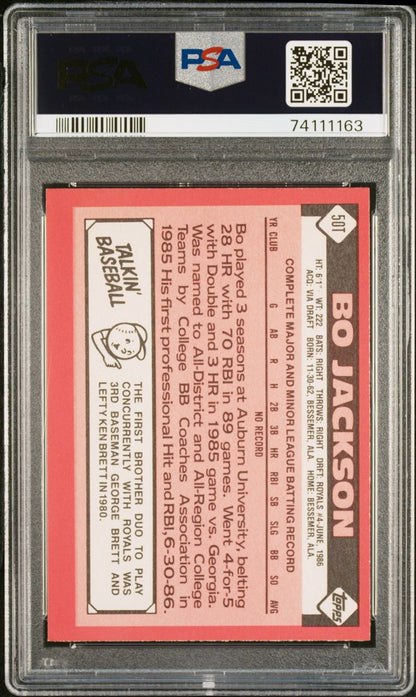 PSA
PSA
74111163
50T
BO JACKSON
Topps
HT: 6'1" WT: 222 BATS: RIGHT THROWS: RIGHT DRFT: ROYALS #4-JUNE, 1986
ACQ: VIA DRAFT BORN: 11-30-62, BESSEMER, ALA HOME: BESSEMER, ALA
COMPLETE MAJOR AND MINOR LEAGUE BATTING RECORD
YR CLUB G AB R H 2B 3B HR RBI SB SLG BB SO AVG
NO RECORD
Bo played 3 seasons at Auburn University, belting
28 HR with 70 RBI in 89 games. Went 4-for-5
with Double and 3 HR in 1985 game vs. Georgia.
Was named to All-District and All-Region College
Teams by College BB Coaches Association in
1985 His first professional Hit and RBI, 6-30-86.
TALKIN'
BASEBALL
THE FIRST BROTHER DUO TO PLAY
CONCURRENTLY WITH ROYALS WAS
3RD BASEMAN GEORGE BRETT AND
LEFTY KEN BRETT IN 1980.